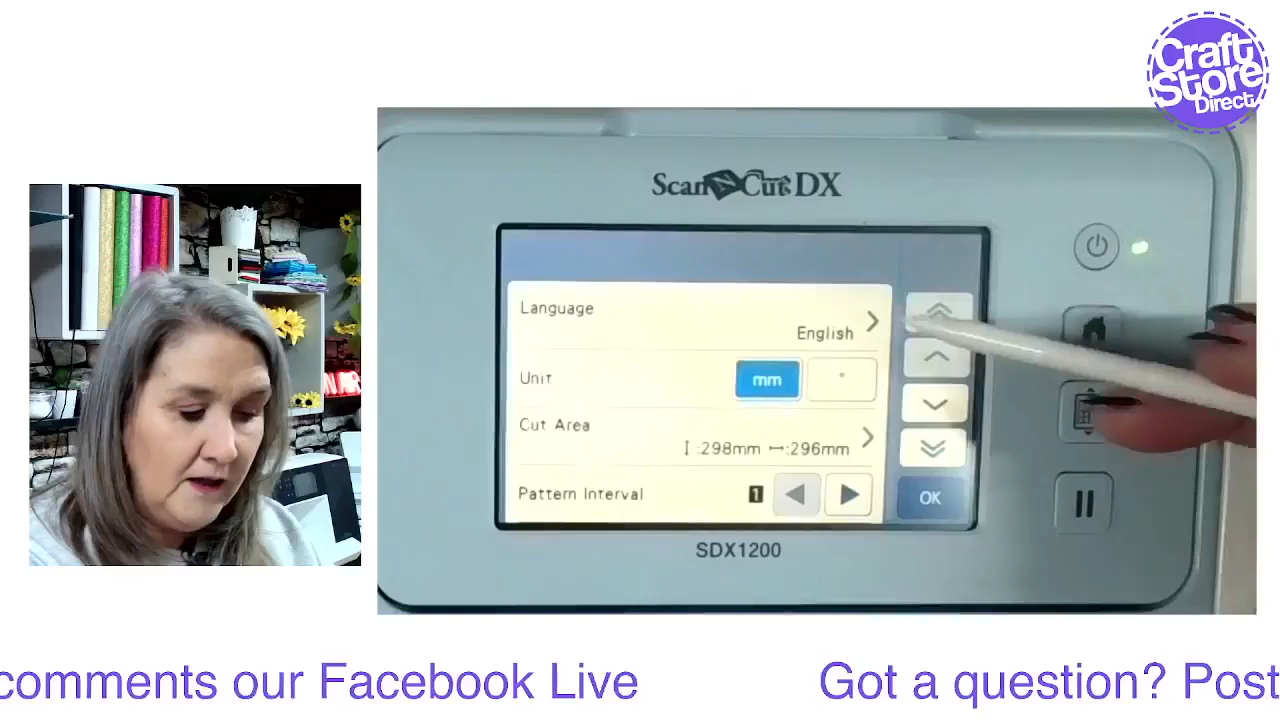 Craft
Store
Direct
ScanNCut DX
Language
English
Unit
mm
"
Cut Area
:298mm ↔:296mm
Pattern Interval
1
OK
SDX1200
comments our Facebook Live
Got a question? Post